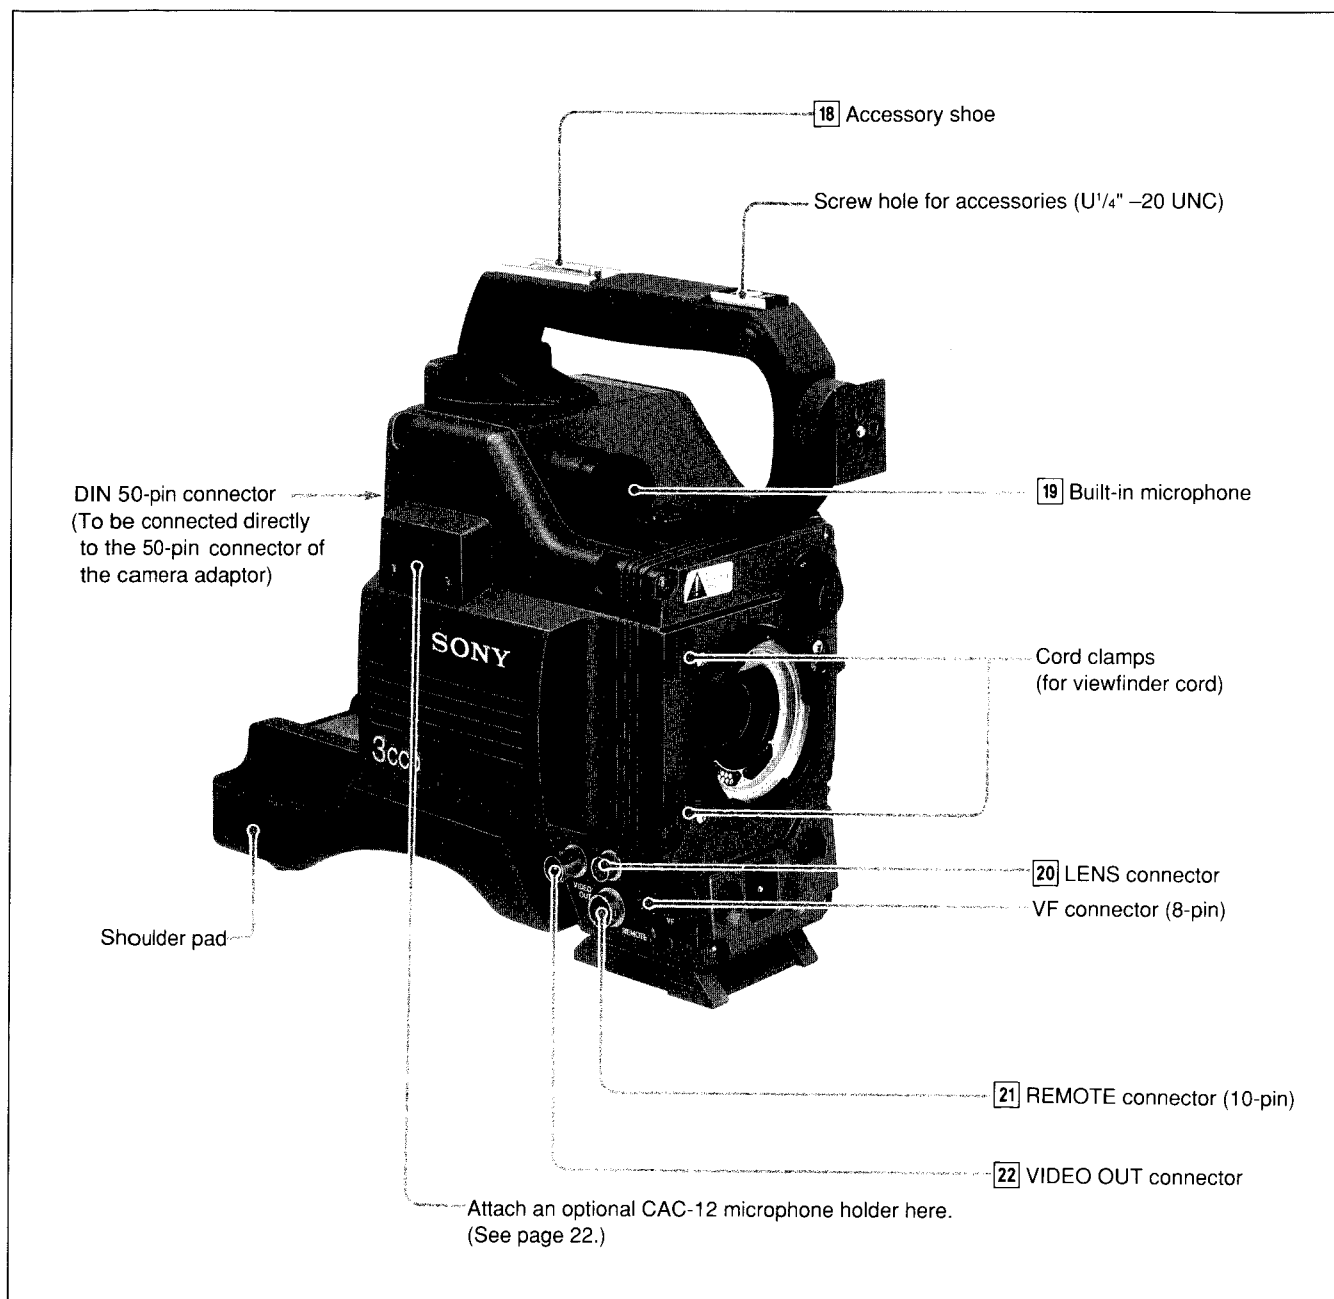 18 Accessory shoe
Screw hole for accessories (U1/4" –20 UNC)
DIN 50-pin connector
(To be connected directly
to the 50-pin connector of
the camera adaptor)
19 Built-in microphone
SONY
Cord clamps
(for viewfinder cord)
3CCD
20 LENS connector
VIDEO
OUT
VF connector (8-pin)
VF
Shoulder pad
REMOTE
21 REMOTE connector (10-pin)
22 VIDEO OUT connector
Attach an optional CAC-12 microphone holder here.
(See page 22.)